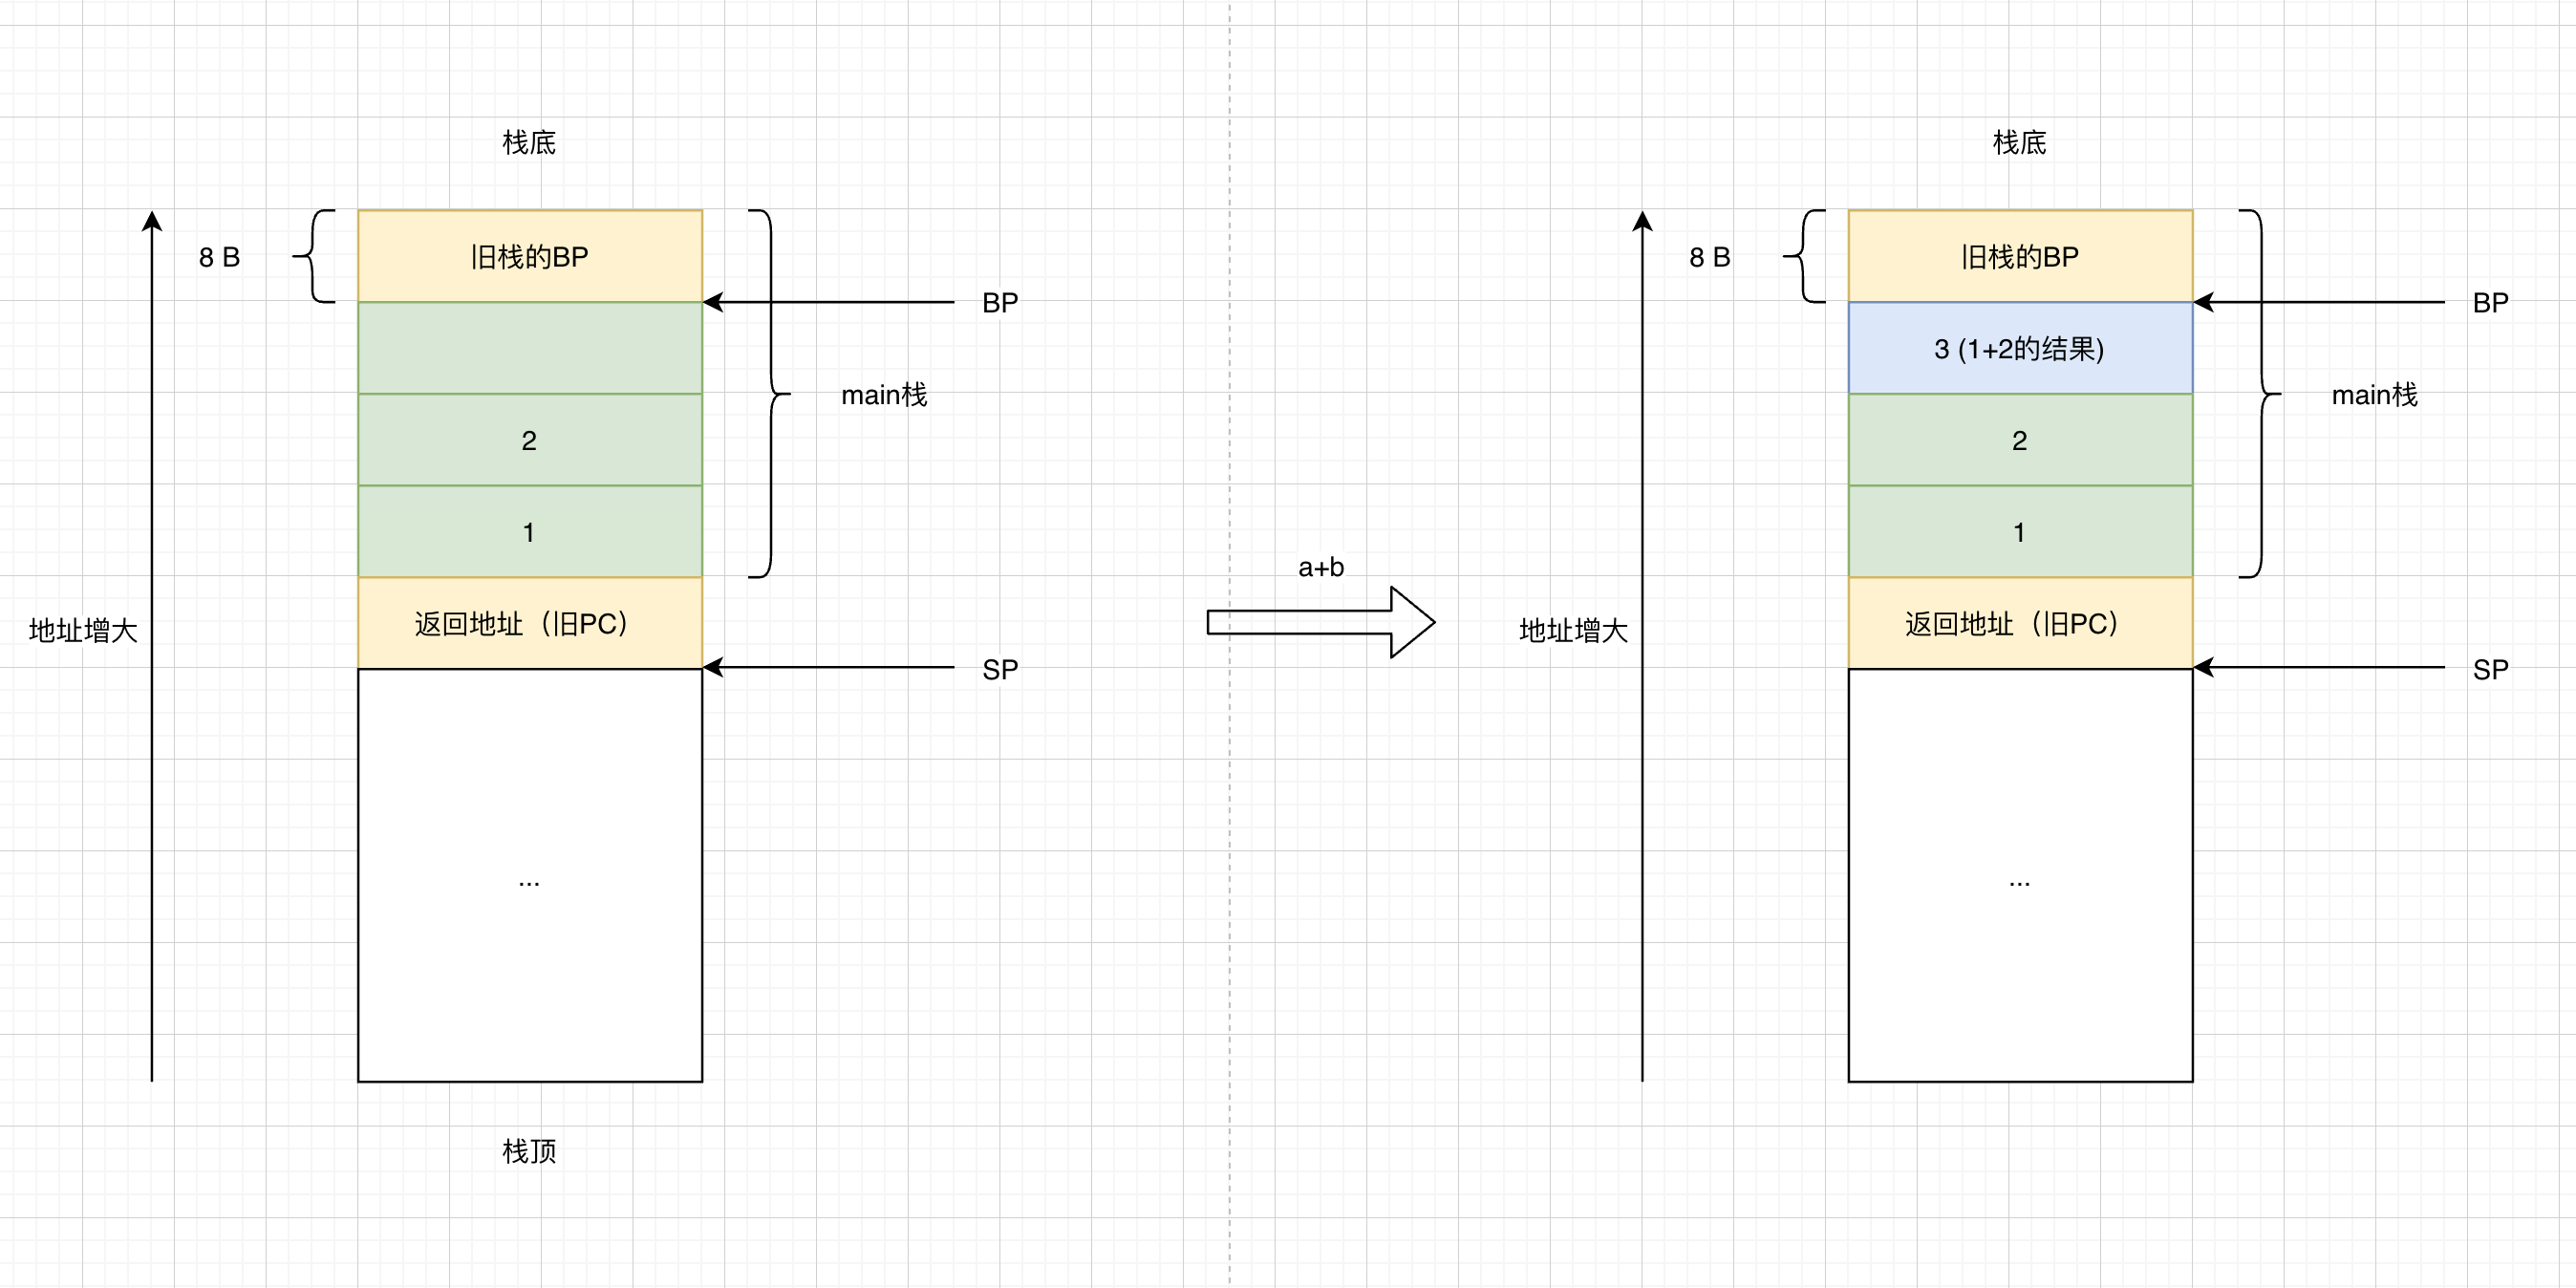 栈底
8 B
旧栈的BP
BP
main栈
2
1
地址增大
返回地址（旧PC）
SP
...
栈顶
a+b
栈底
8 B
旧栈的BP
BP
3 (1+2的结果)
main栈
2
1
地址增大
返回地址（旧PC）
SP
...